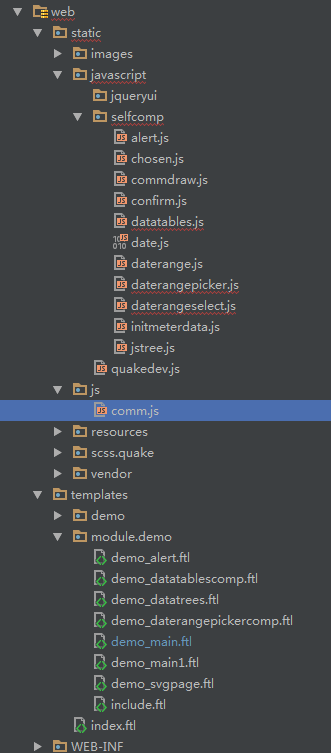 web
static
images
javascript
jqueryui
selfcomp
alert.js
chosen.js
commdraw.js
confirm.js
datatables.js
date.js
daterange.js
daterangepicker.js
daterangeselect.js
initmeterdata.js
jstree.js
quakedev.js
js
comm.js
resources
scss.quake
vendor
templates
demo
module.demo
demo_alert.ftl
demo_datatablescomp.ftl
demo_datatrees.ftl
demo_daterangepickercomp.ftl
demo_main.ftl
demo_main1.ftl
demo_svgpage.ftl
include.ftl
index.ftl
WEB-INF